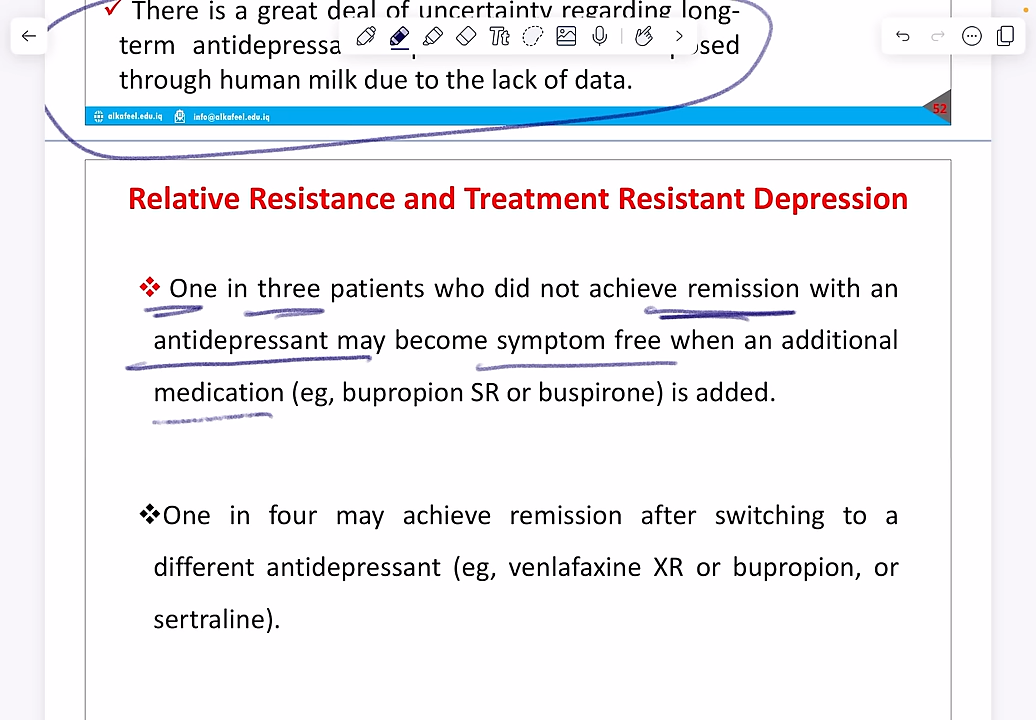 ✓ There is a great deal of uncertainty regarding long-
term
through human milk due to the lack of data.
alkafeel.edu.iq info@alkafeel.edu.iq 52
Relative Resistance and Treatment Resistant Depression
❖ One in three patients who did not achieve remission with an
antidepressant may become symptom free when an additional
medication (eg, bupropion SR or buspirone) is added.
❖One in four may achieve remission after switching to a
different antidepressant (eg, venlafaxine XR or bupropion, or
sertraline).